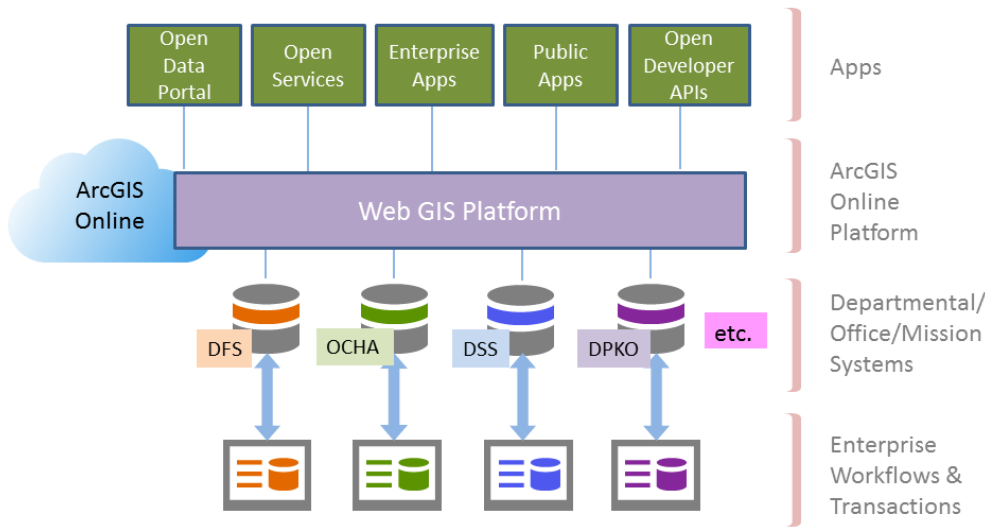 Open
Data
Portal
Open
Services
Enterprise
Apps
Public
Apps
Open
Developer
APIs
Apps
ArcGIS
Online
Web GIS Platform
ArcGIS
Online
Platform
DFS
OCHA
DSS
DPKO
etc.
Departmental/
Office/Mission
Systems
Enterprise
Workflows &
Transactions